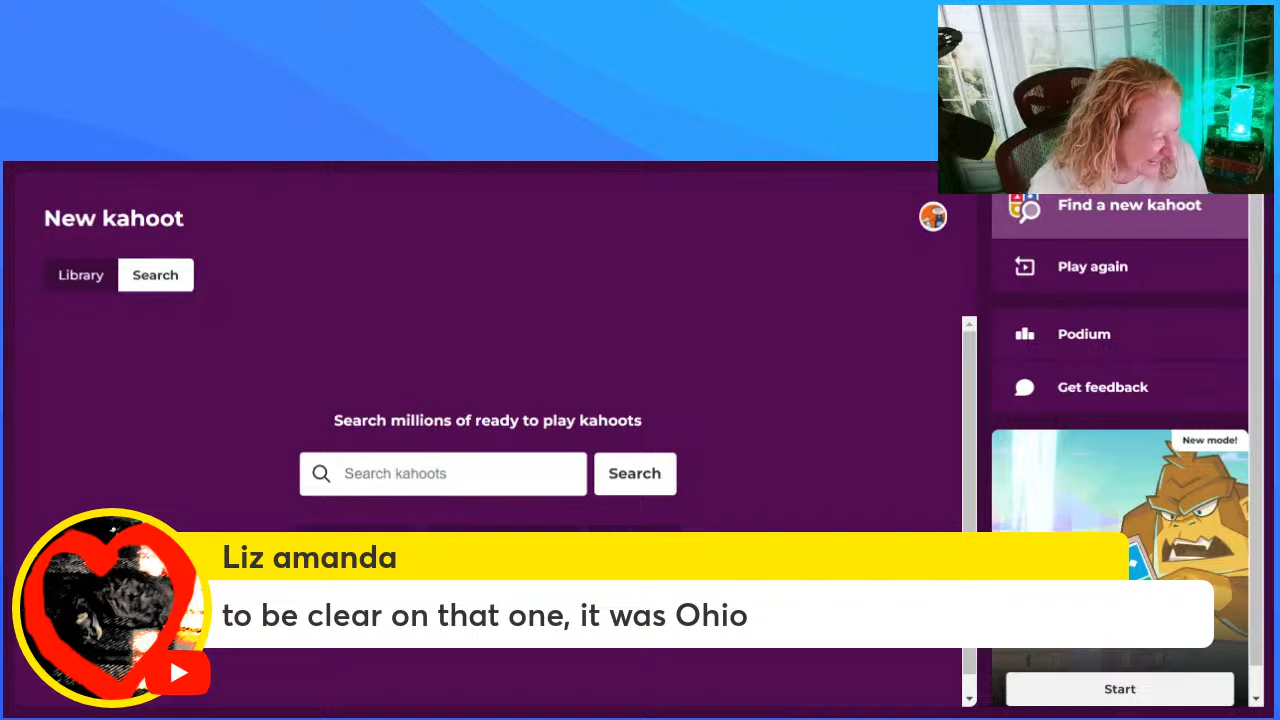 New kahoot
Library
Search
Search millions of ready to play kahoots
Search kahoots
Search
Find a new kahoot
Play again
Podium
Get feedback
New mode!
Start
Liz amanda
to be clear on that one, it was Ohio